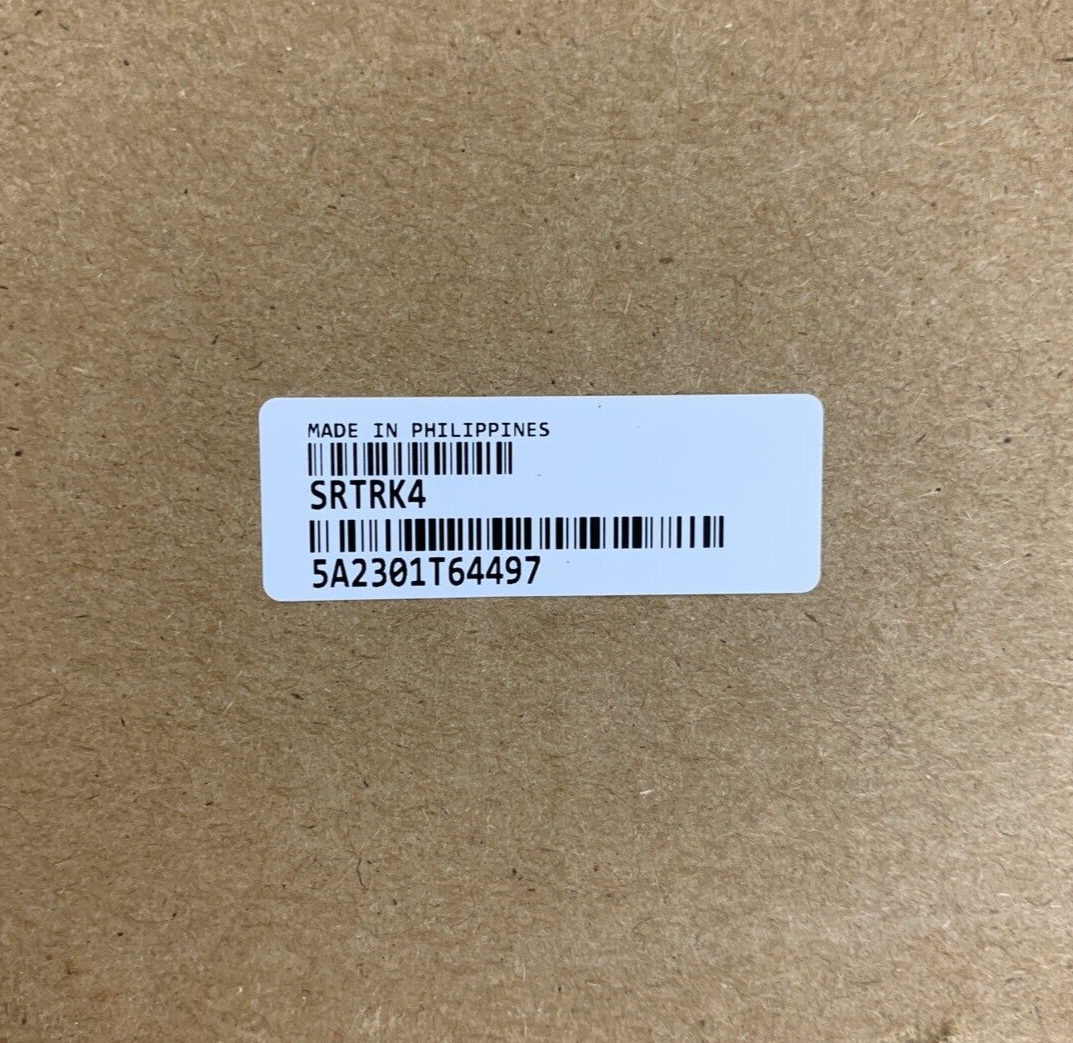 MADE IN PHILIPPINES
SRTRK4
5A2301T64497